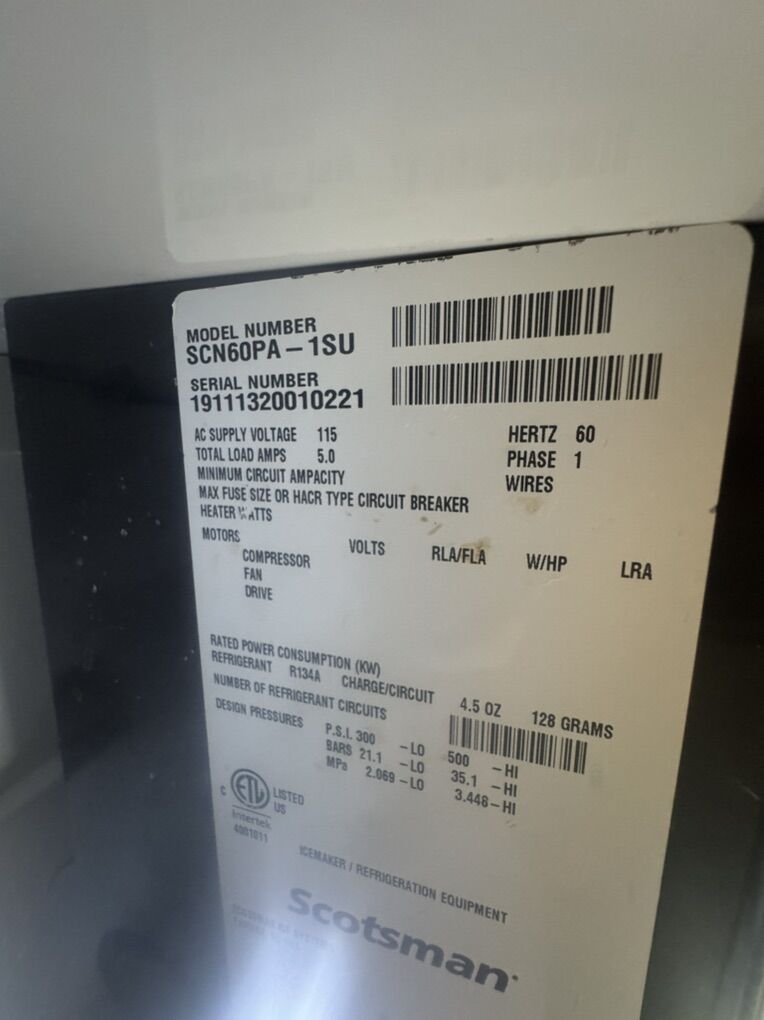 MODEL NUMBER
SCN60PA-1SU
SERIAL NUMBER
19111320010221
AC SUPPLY VOLTAGE 115 HERTZ 60
TOTAL LOAD AMPS 5.0 PHASE 1
MINIMUM CIRCUIT AMPACITY WIRES
MAX FUSE SIZE OR HACR TYPE CIRCUIT BREAKER
HEATER WATTS
MOTORS VOLTS RLA/FLA W/HP LRA
COMPRESSOR
FAN
DRIVE
RATED POWER CONSUMPTION (KW)
REFRIGERANT R134A CHARGE/CIRCUIT 4.5 OZ 128 GRAMS
NUMBER OF REFRIGERANT CIRCUITS
DESIGN PRESSURES P.S.I. 300 -LO 500 -HI
BARS 21.1 -LO 35.1 -HI
MPa 2.069 -LO 3.448-HI
C ETL LISTED
US
Intertek
4001011
ICEMAKER / REFRIGERATION EQUIPMENT
Scotsman